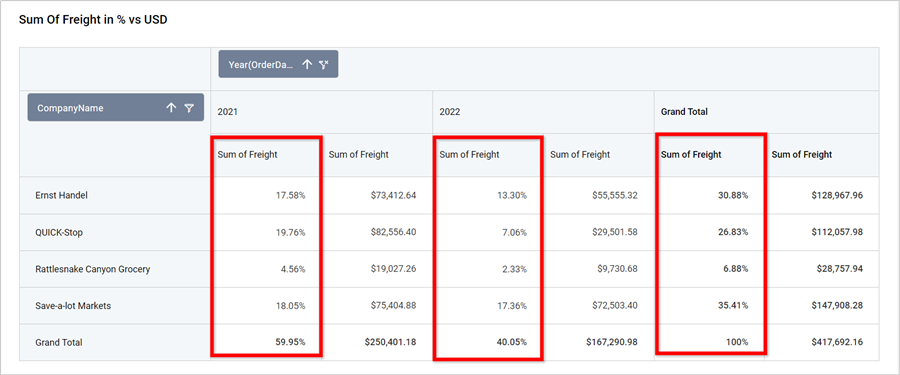 Sum Of Freight in % vs USD
Year(OrderDa...
CompanyName
2021 2022 Grand Total
Sum of Freight Sum of Freight Sum of Freight Sum of Freight Sum of Freight Sum of Freight
Ernst Handel 17.58% $73,412.64 13.30% $55,555.32 30.88% $128,967.96
QUICK-Stop 19.76% $82,556.40 7.06% $29,501.58 26.83% $112,057.98
Rattlesnake Canyon Grocery 4.56% $19,027.26 2.33% $9,730.68 6.88% $28,757.94
Save-a-lot Markets 18.05% $75,404.88 17.36% $72,503.40 35.41% $147,908.28
Grand Total 59.95% $250,401.18 40.05% $167,290.98 100% $417,692.16